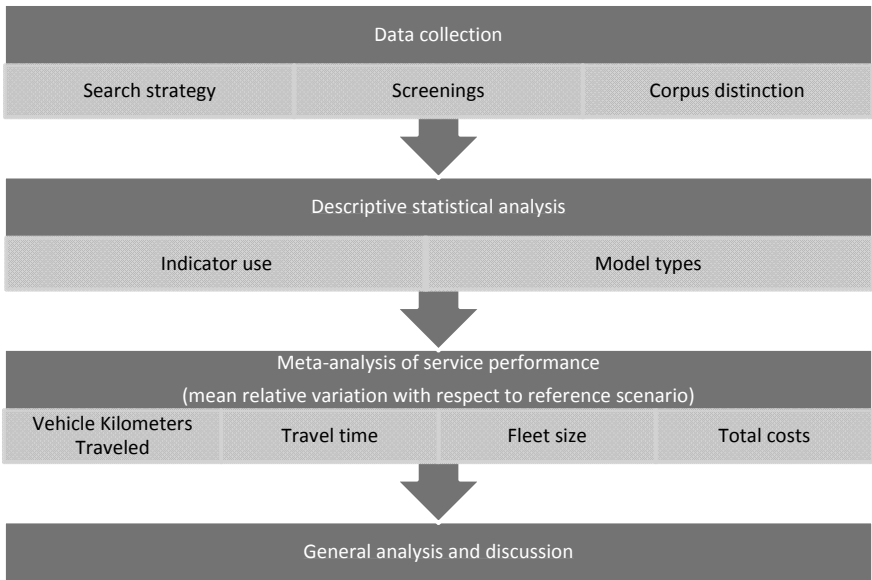 Data collection
Search strategy
Screenings
Corpus distinction
Descriptive statistical analysis
Indicator use
Model types
Meta-analysis of service performance
(mean relative variation with respect to reference scenario)
Vehicle Kilometers
Traveled
Travel time
Fleet size
Total costs
General analysis and discussion